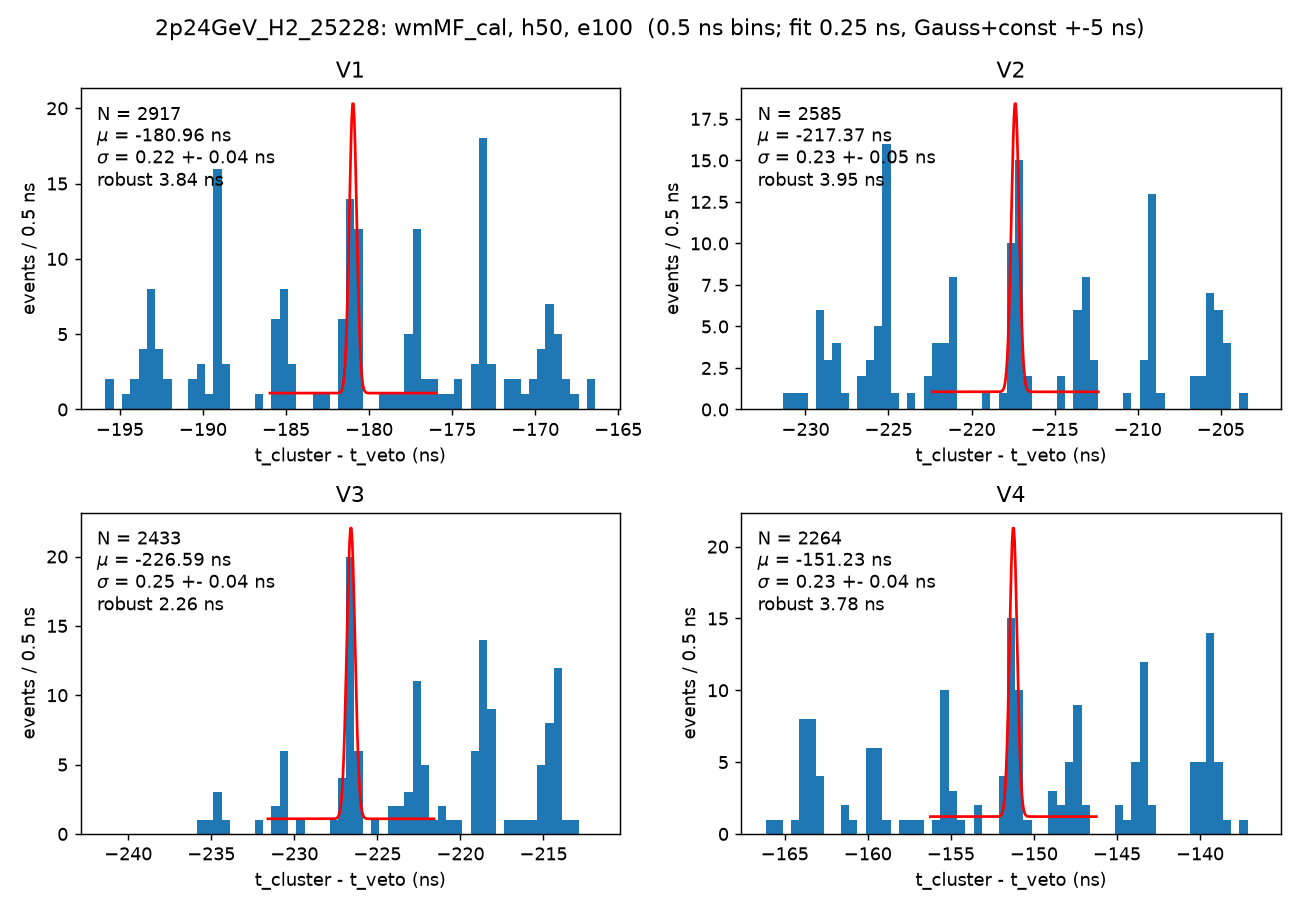 2p24GeV_H2_25228: wmMF_cal, h50, e100  (0.5 ns bins; fit 0.25 ns, Gauss+const +-5 ns)
V1
N = 2917
μ = -180.96 ns
σ = 0.22 +- 0.04 ns
robust 3.84 ns
events / 0.5 ns
20
15
10
5
0
−195 −190 −185 −180 −175 −170 −165
t_cluster - t_veto (ns)
V2
N = 2585
μ = -217.37 ns
σ = 0.23 +- 0.05 ns
robust 3.95 ns
events / 0.5 ns
17.5
15.0
12.5
10.0
7.5
5.0
2.5
0.0
−230 −225 −220 −215 −210 −205
t_cluster - t_veto (ns)
V3
N = 2433
μ = -226.59 ns
σ = 0.25 +- 0.04 ns
robust 2.26 ns
events / 0.5 ns
20
15
10
5
0
−240 −235 −230 −225 −220 −215
t_cluster - t_veto (ns)
V4
N = 2264
μ = -151.23 ns
σ = 0.23 +- 0.04 ns
robust 3.78 ns
events / 0.5 ns
20
15
10
5
0
−165 −160 −155 −150 −145 −140
t_cluster - t_veto (ns)